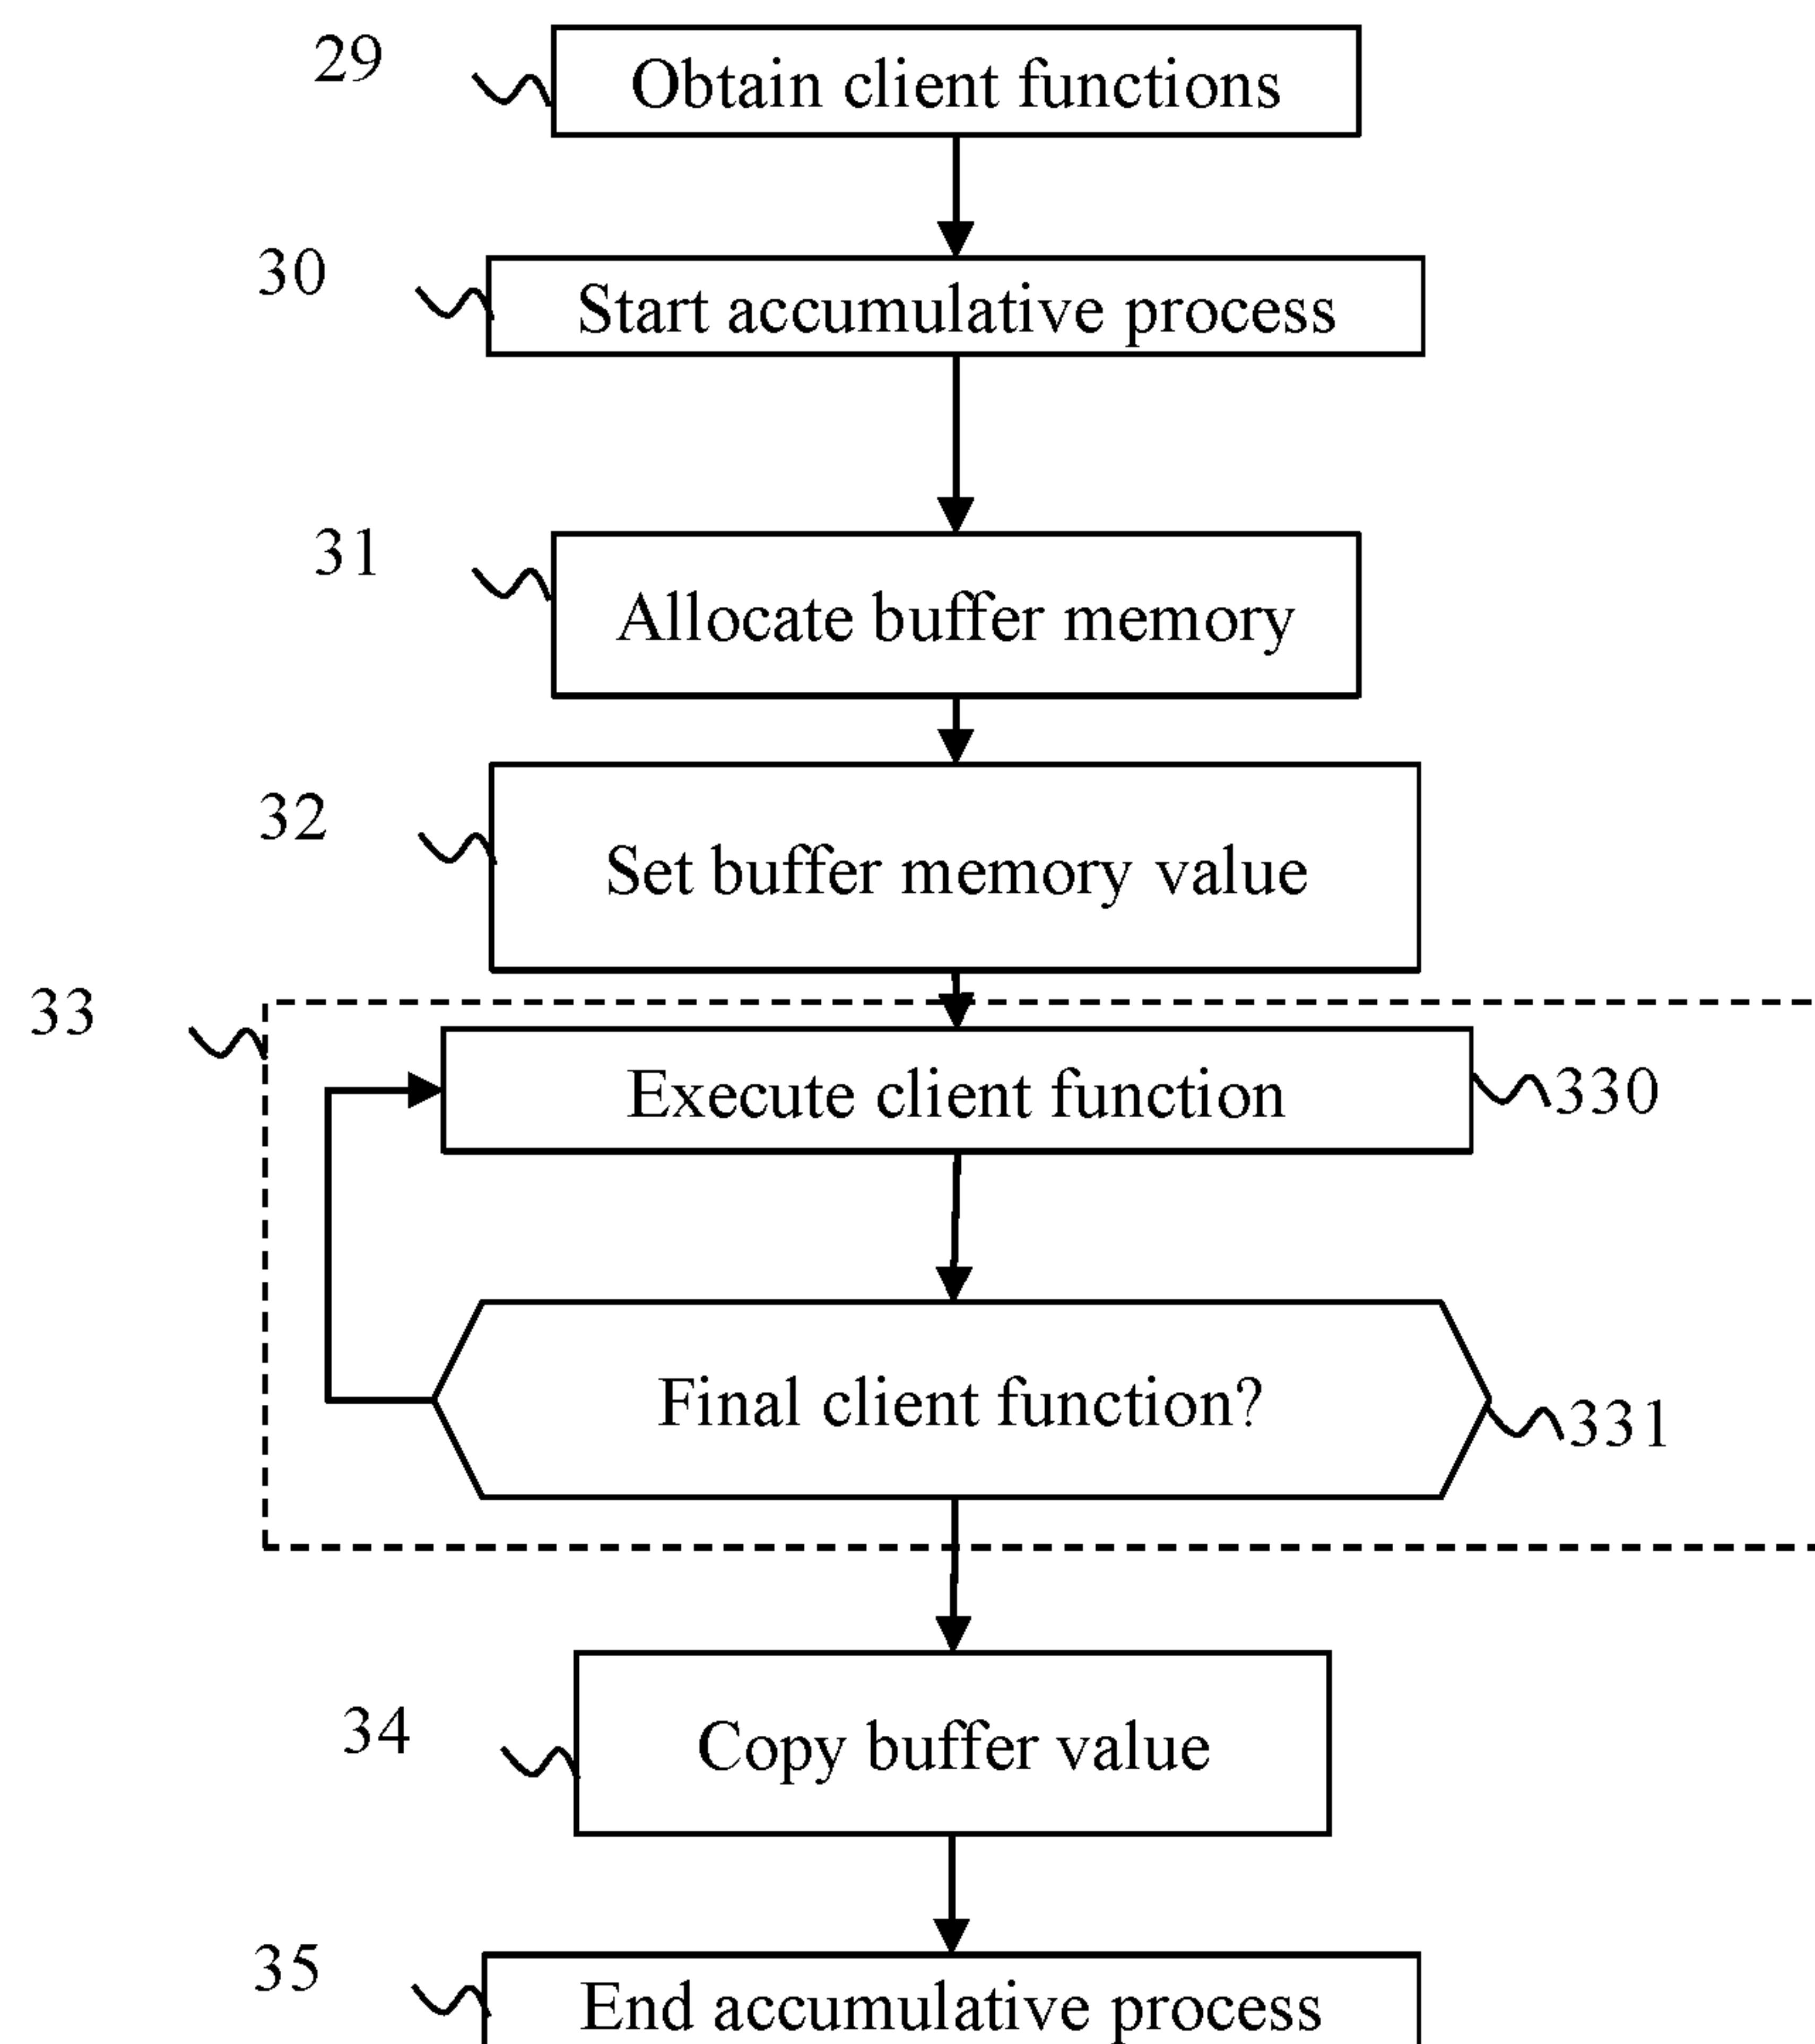 29
Obtain client functions
30
Start accumulative process
31
Allocate buffer memory
32
Set buffer memory value
33
Execute client function
330
Final client function?
331
34
Copy buffer value
35
End accumulative process